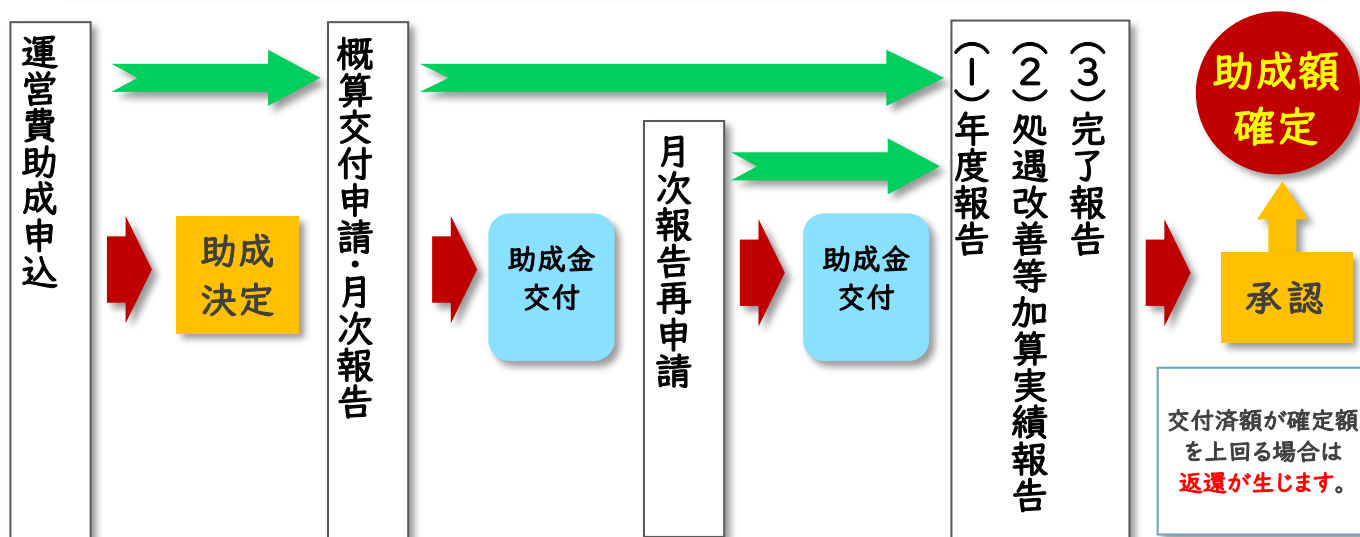 運営費助成申込
助成
決定
概算交付申請・月次報告
助成金
交付
月次報告再申請
助成金
交付
(1)年度報告
(2)処遇改善等加算実績報告
(3)完了報告
助成額
確定
承認
交付済額が確定額
を上回る場合は
返還が生じます。